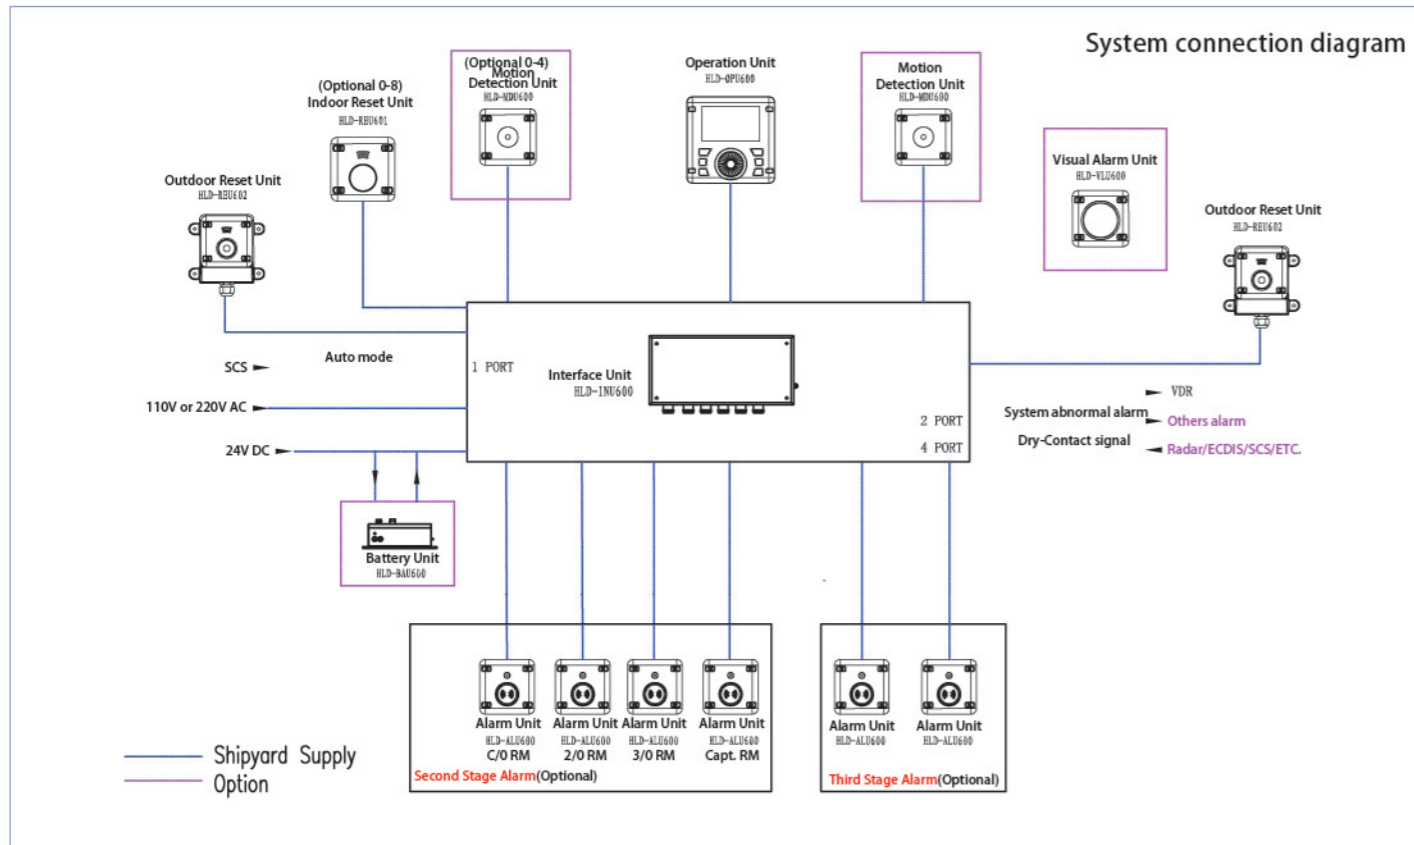 System connection diagram
(Optional 0-8)
Indoor Reset Unit
HLD-REU601
(Optional 0-4)
Motion
Detection Unit
HLD-MDU600
Operation Unit
HLD-OPU600
Motion
Detection Unit
HLD-MDU600
Visual Alarm Unit
HLD-VLU600
Outdoor Reset Unit
HLD-REU602
Outdoor Reset Unit
HLD-REU602
Auto mode
SCS
1 PORT
110V or 220V AC
24V DC
Interface Unit
HLD-INU600
2 PORT
4 PORT
VDR
System abnormal alarm
Others alarm
Dry-Contact signal
Radar/ECDIS/SCS/ETC.
Battery Unit
HLD-BAU600
Alarm Unit
HLD-ALU600
C/O RM
Alarm Unit
HLD-ALU600
2/0 RM
Alarm Unit
HLD-ALU600
3/0 RM
Alarm Unit
HLD-ALU600
Capt. RM
Second Stage Alarm(Optional)
Alarm Unit
HLD-ALU600
Alarm Unit
HLD-ALU600
Third Stage Alarm(Optional)
Shipyard Supply
Option